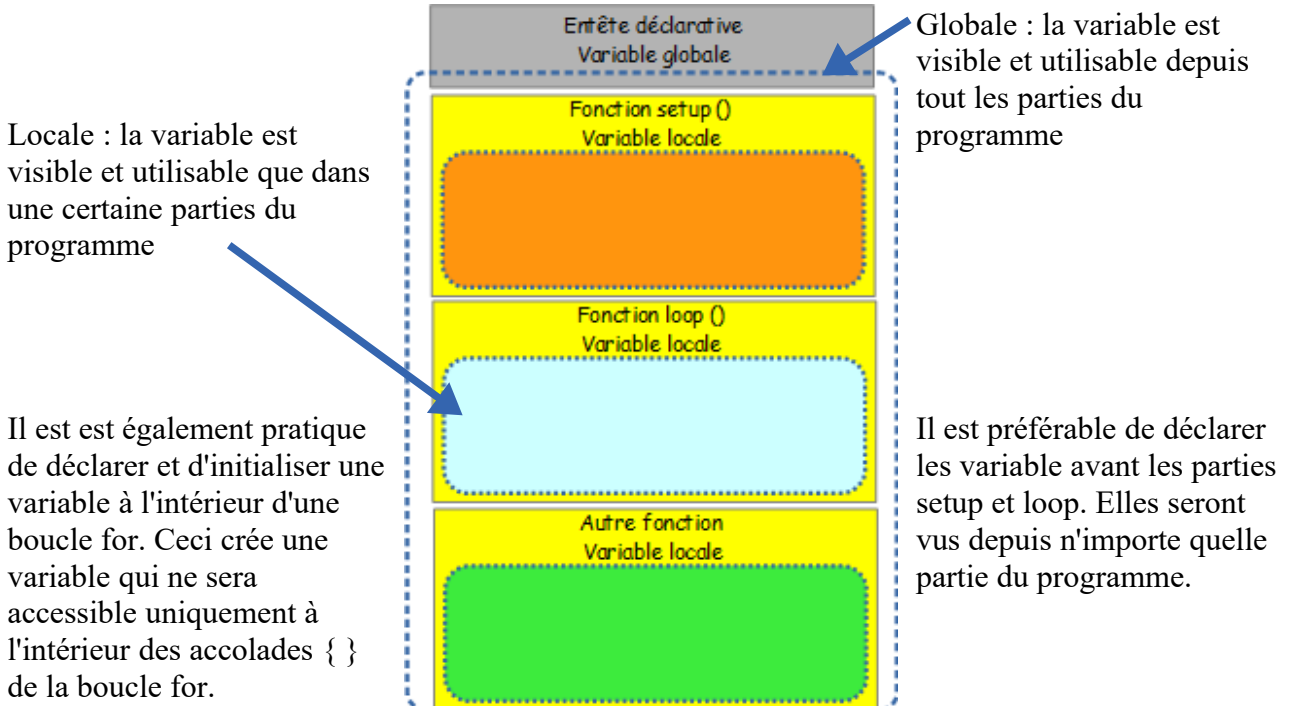 Entête déclarative
Variable globale
Globale : la variable est
visible et utilisable depuis
tout les parties du
programme
Fonction setup ()
Variable locale
Locale : la variable est
visible et utilisable que dans
une certaine parties du
programme
Fonction loop ()
Variable locale
Il est est également pratique
de déclarer et d'initialiser une
variable à l'intérieur d'une
boucle for. Ceci crée une
variable qui ne sera
accessible uniquement à
l'intérieur des accolades { }
de la boucle for.
Il est préférable de déclarer
les variable avant les parties
setup et loop. Elles seront
vus depuis n'importe quelle
partie du programme.
Autre fonction
Variable locale